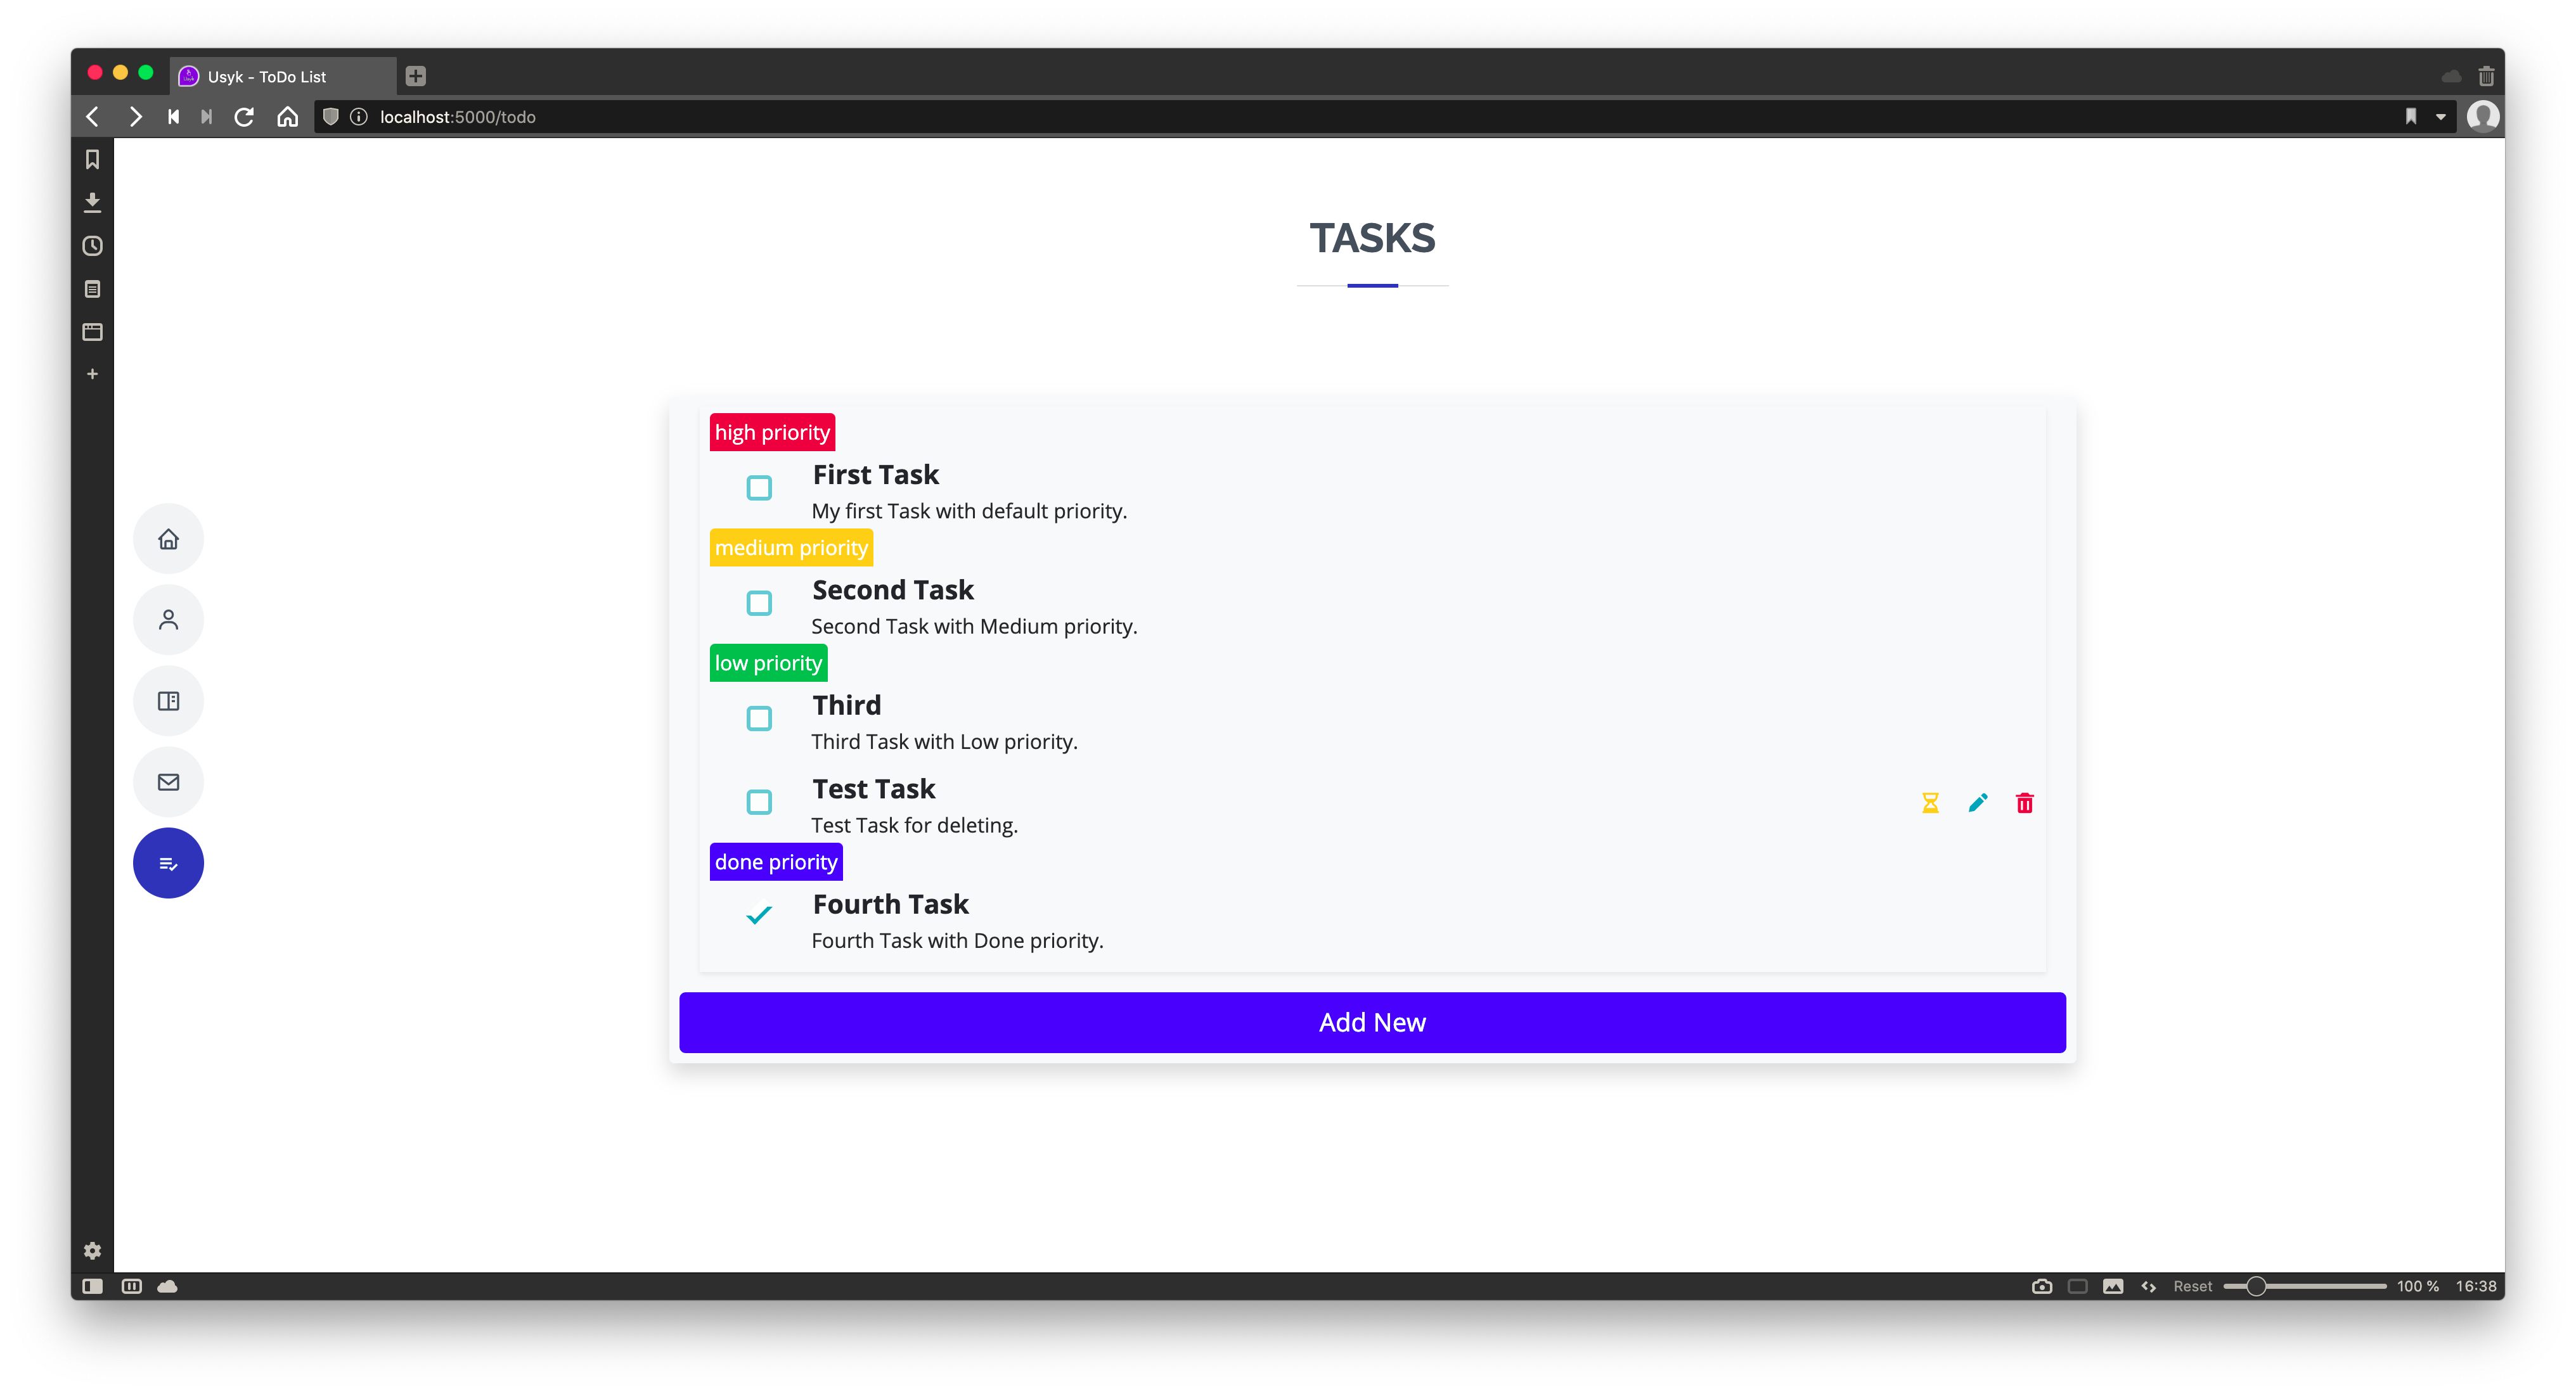 Usyk - ToDo List
localhost:5000/todo
TASKS
high priority
First Task
My first Task with default priority.
medium priority
Second Task
Second Task with Medium priority.
low priority
Third
Third Task with Low priority.
Test Task
Test Task for deleting.
done priority
Fourth Task
Fourth Task with Done priority.
Add New
Reset 100 % 16:38